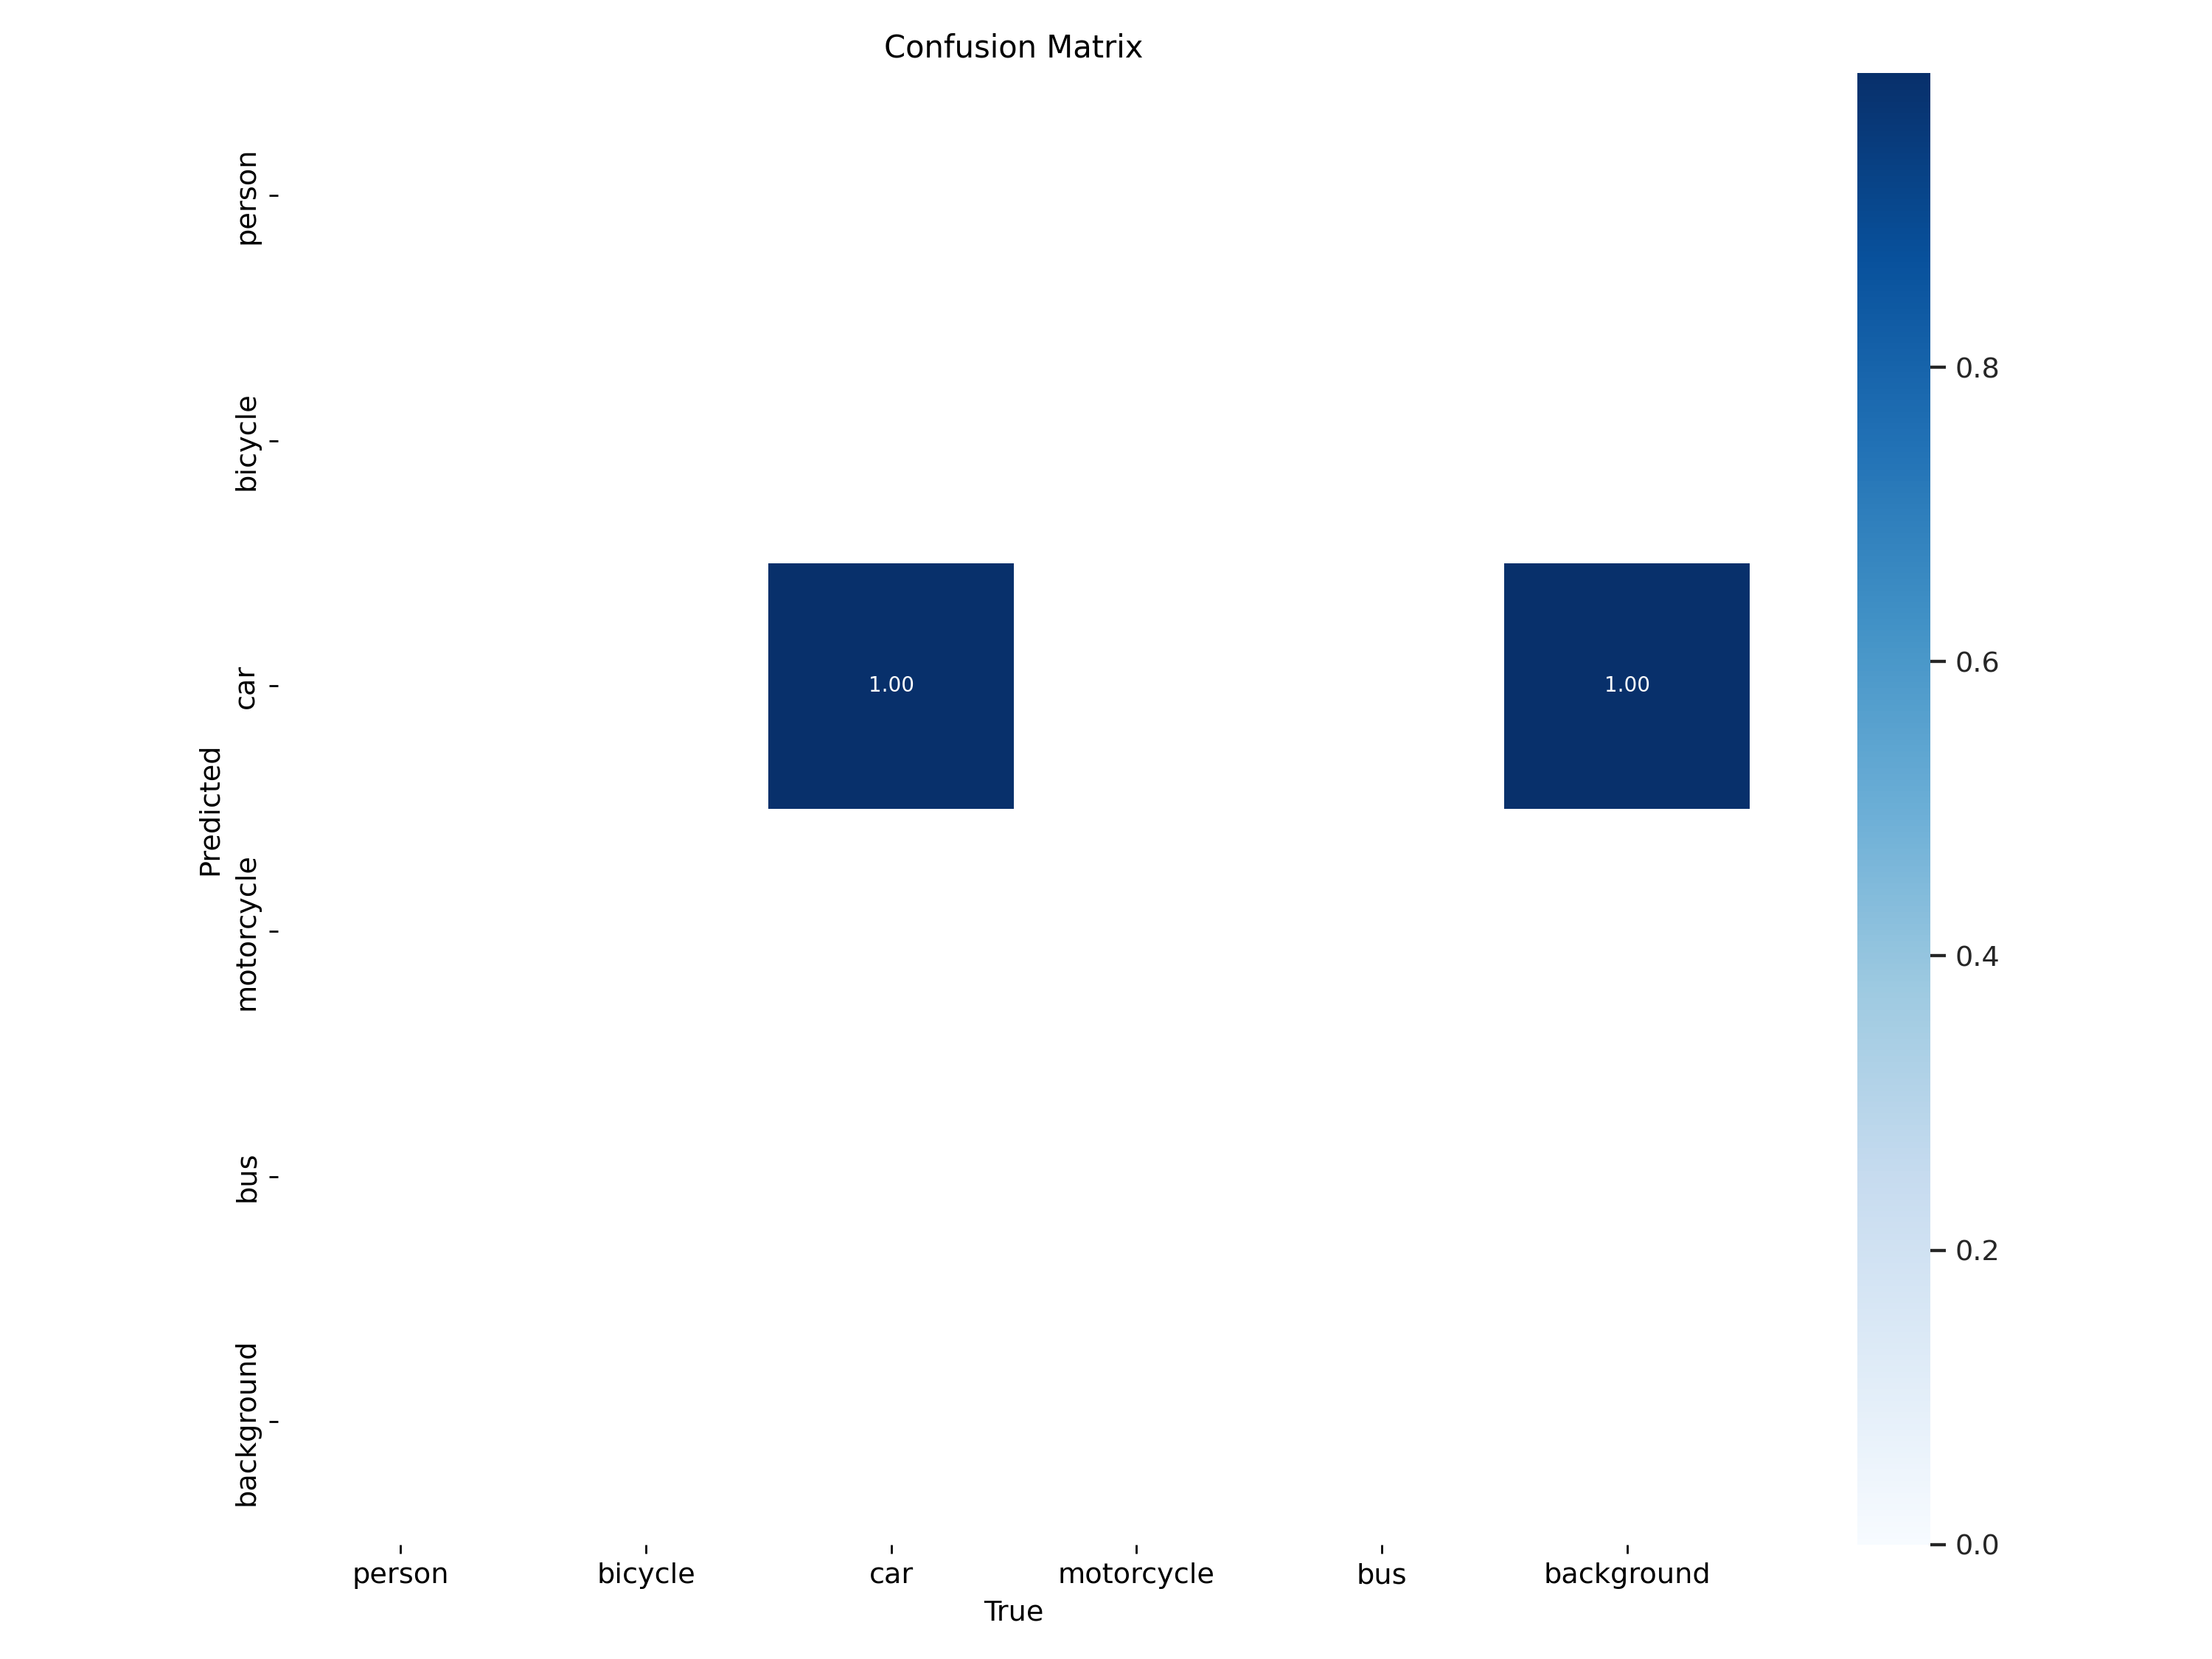 Confusion Matrix
person
bicycle
car
motorcycle
bus
background
Predicted
1.00
1.00
person
bicycle
car
motorcycle
bus
background
True
0.8
0.6
0.4
0.2
0.0